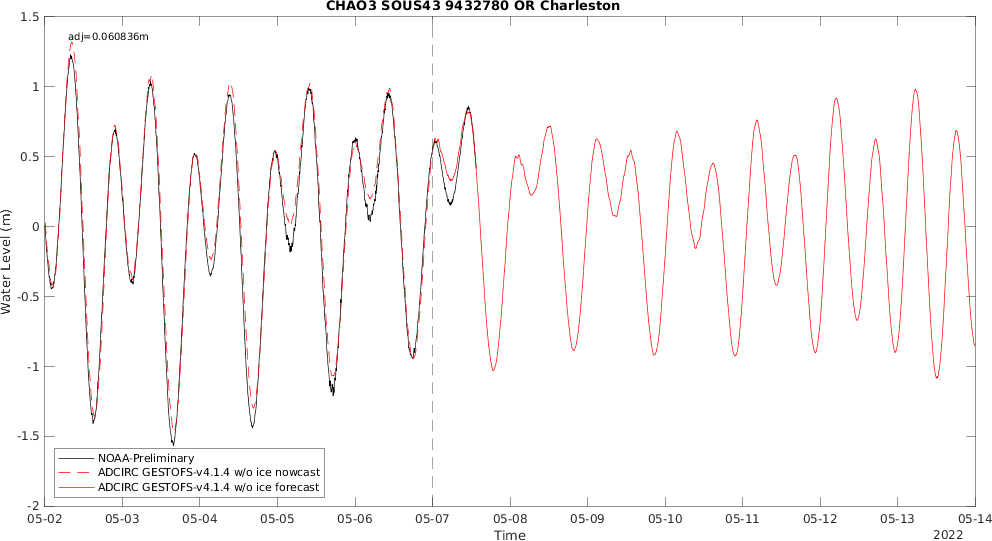 CHAO3 SOUS43 9432780 OR Charleston
adj=0.060836m
1.5
1
0.5
0
-0.5
-1
-1.5
-2
Water Level (m)
NOAA-Preliminary
ADCIRC GESTOFS-v4.1.4 w/o ice nowcast
ADCIRC GESTOFS-v4.1.4 w/o ice forecast
05-02 05-03 05-04 05-05 05-06 05-07 05-08 05-09 05-10 05-11 05-12 05-13 05-14
Time
2022